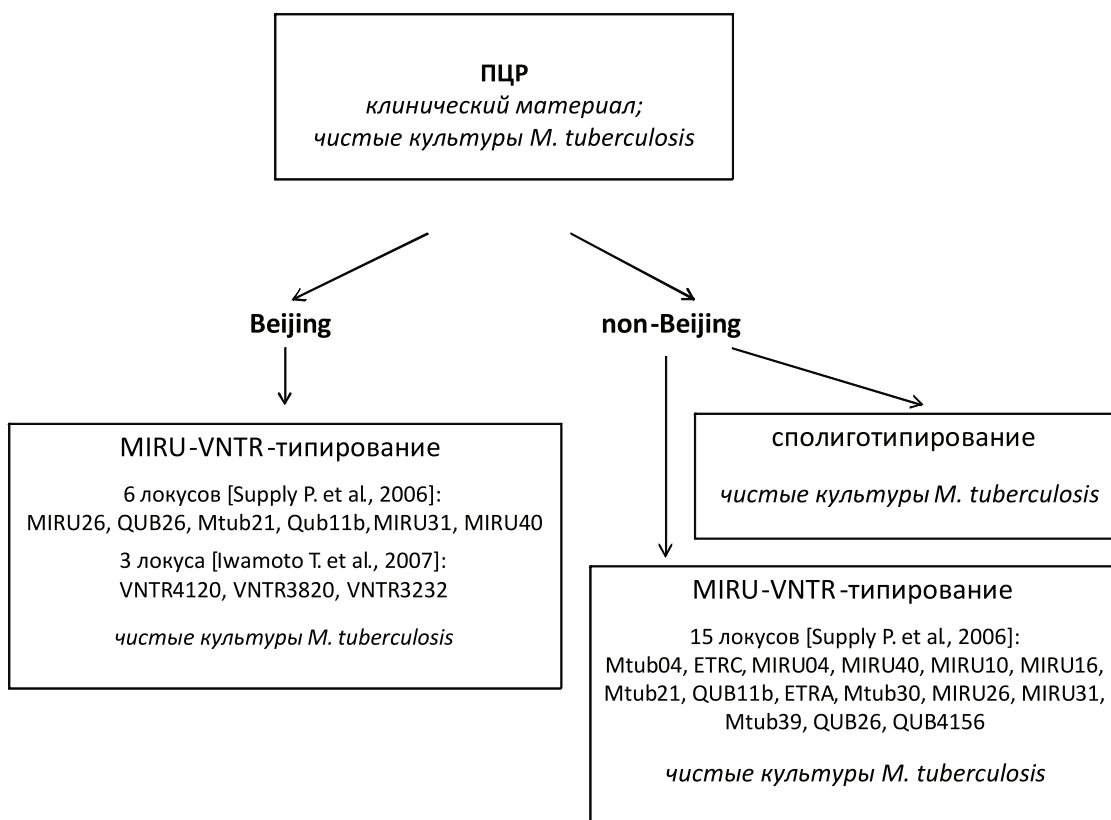 ПЦР
клинический материал;
чистые культуры M. tuberculosis
Beijing
non-Beijing
MIRU-VNTR-типирование
6 локусов [Supply P. et al., 2006]:
MIRU26, QUB26, Mtub21, Qub11b, MIRU31, MIRU40
3 локуса [Iwamoto T. et al., 2007]:
VNTR4120, VNTR3820, VNTR3232
чистые культуры M. tuberculosis
сполиготипирование
чистые культуры M. tuberculosis
MIRU-VNTR-типирование
15 локусов [Supply P. et al., 2006]:
Mtub04, ETRC, MIRU04, MIRU40, MIRU10, MIRU16,
Mtub21, QUB11b, ETRA, Mtub30, MIRU26, MIRU31,
Mtub39, QUB26, QUB4156
чистые культуры M. tuberculosis